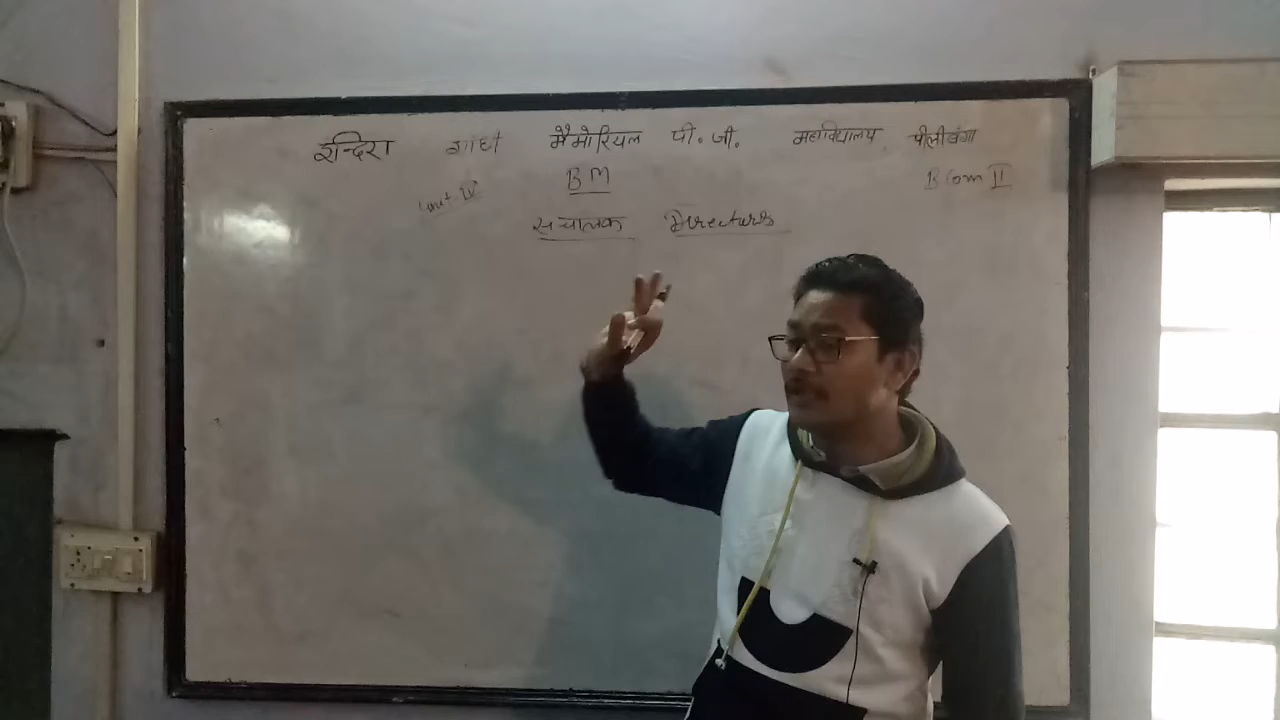 इन्दिरा गांधी मैमोरियल पी. जी. महाविद्यालय, पीलीबंगा
Unit-IV BM B Com II
संचालक Directors